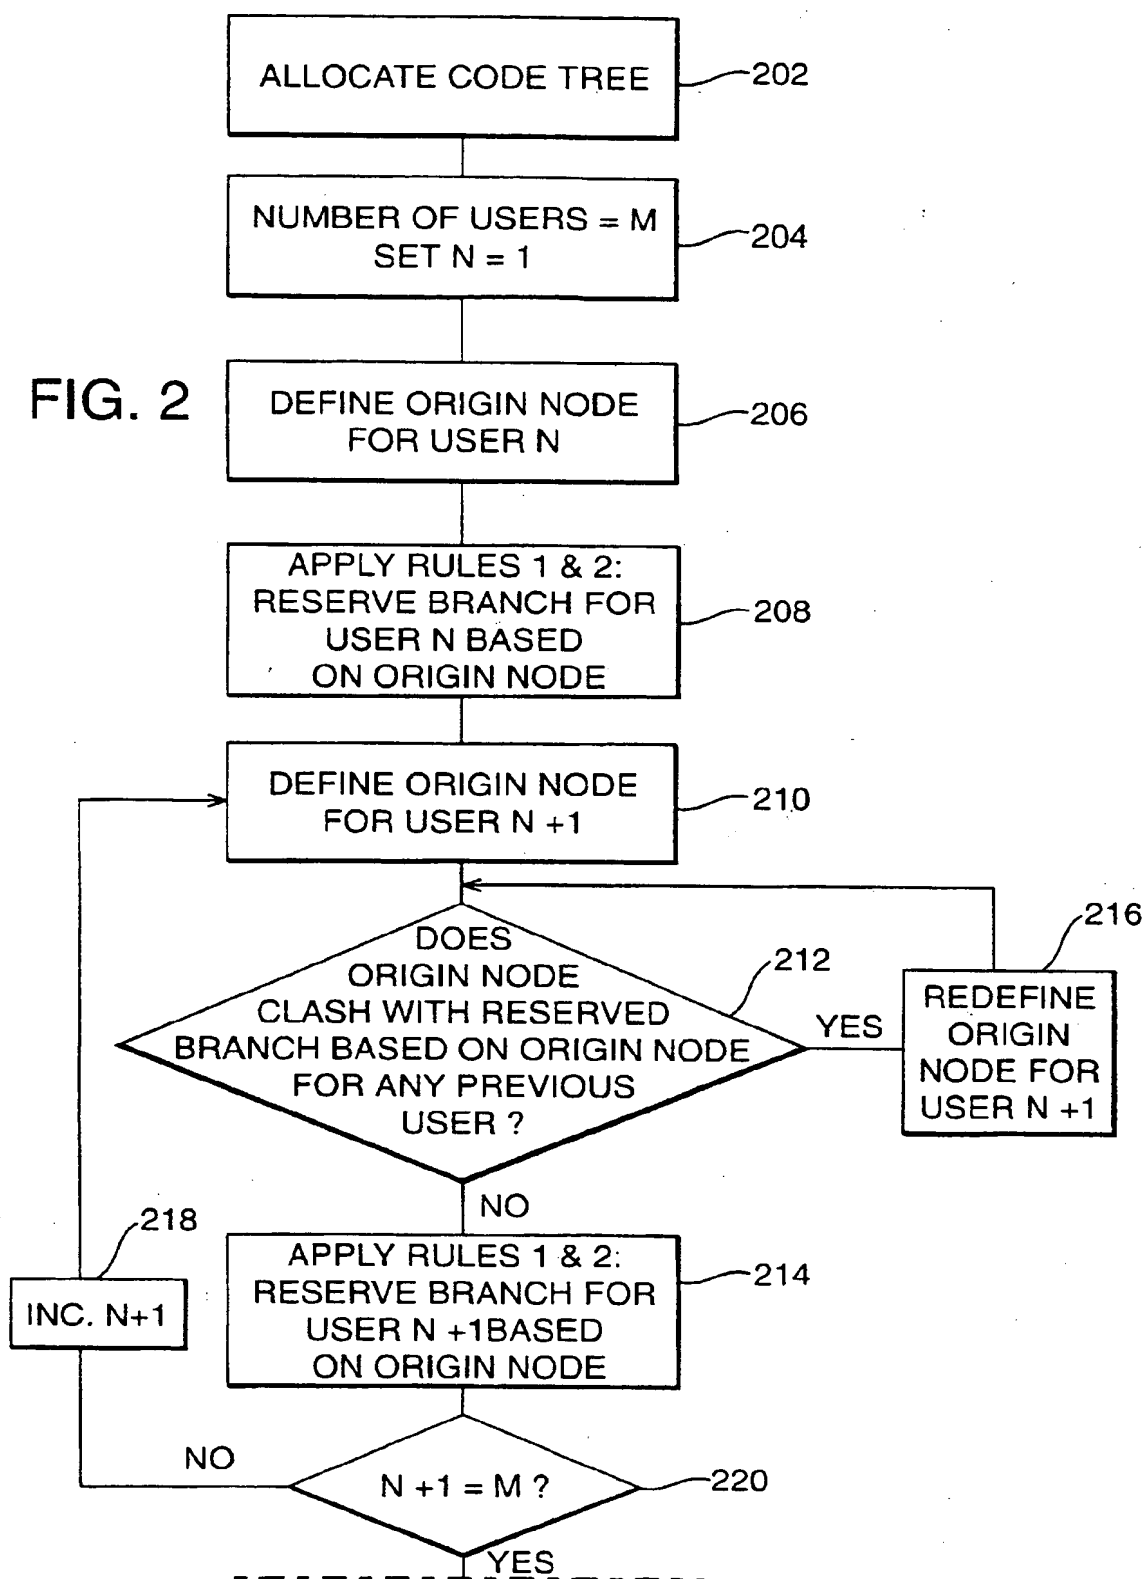 ALLOCATE CODE TREE
202
NUMBER OF USERS = M
SET N = 1
204
FIG. 2
DEFINE ORIGIN NODE
FOR USER N
206
APPLY RULES 1 & 2:
RESERVE BRANCH FOR
USER N BASED
ON ORIGIN NODE
208
DEFINE ORIGIN NODE
FOR USER N +1
210
DOES
ORIGIN NODE
CLASH WITH RESERVED
BRANCH BASED ON ORIGIN NODE
FOR ANY PREVIOUS
USER ?
212
YES
216
REDEFINE
ORIGIN
NODE FOR
USER N +1
NO
APPLY RULES 1 & 2:
RESERVE BRANCH FOR
USER N +1BASED
ON ORIGIN NODE
214
218
INC. N+1
NO
N +1 = M ?
220
YES